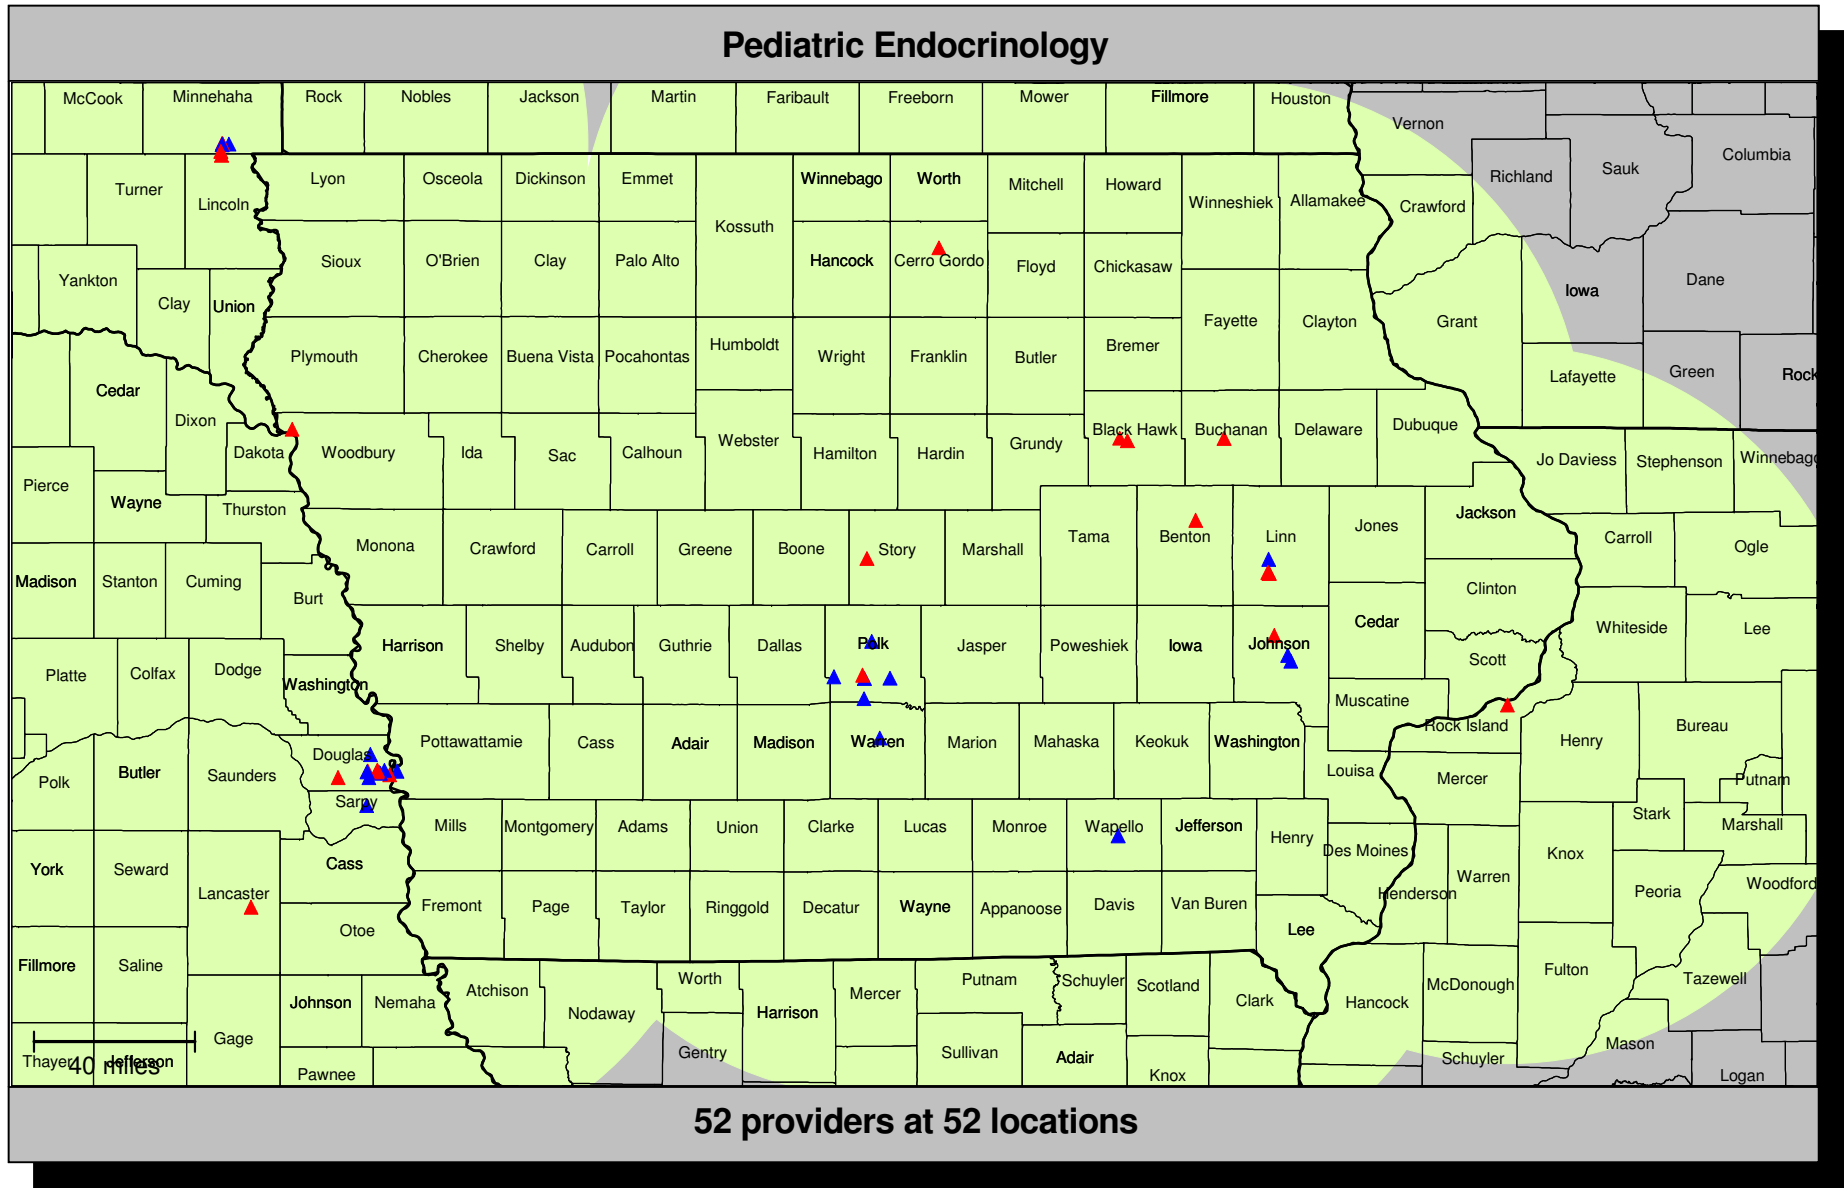 Pediatric Endocrinology
McCook Minnehaha Rock Nobles Jackson Martin Faribault Freeborn Mower Fillmore Houston
Vernon
Richland Sauk Columbia
Turner Lincoln Lyon Osceola Dickinson Emmet Kossuth Winnebago Worth Mitchell Howard Winneshiek Allamakee Crawford
Yankton Clay Union Sioux O'Brien Clay Palo Alto Hancock Cerro Gordo Floyd Chickasaw Iowa Dane
Fayette Clayton Grant
Plymouth Cherokee Buena Vista Pocahontas Humboldt Wright Franklin Butler Bremer Lafayette Green Rock
Cedar Dixon
Dakota Woodbury Ida Sac Calhoun Webster Hamilton Hardin Grundy Black Hawk Buchanan Delaware Dubuque Jo Daviess Stephenson Winnebago
Pierce Wayne Thurston
Monona Crawford Carroll Greene Boone Story Marshall Tama Benton Linn Jones Jackson Carroll Ogle
Madison Stanton Cuming Burt Clinton
Harrison Shelby Audubon Guthrie Dallas Polk Jasper Poweshiek Iowa Johnson Cedar Scott Whiteside Lee
Platte Colfax Dodge Washington
Muscatine Rock Island
Douglas Pottawattamie Cass Adair Madison Warren Marion Mahaska Keokuk Washington Louisa Henry Bureau
Polk Butler Saunders Sarpy Mercer Putnam
Mills Montgomery Adams Union Clarke Lucas Monroe Wapello Jefferson Henry Des Moines Stark Marshall
York Seward Cass Knox
Lancaster Henderson Warren Peoria Woodford
Otoe Fremont Page Taylor Ringgold Decatur Wayne Appanoose Davis Van Buren Lee
Fillmore Saline Fulton Tazewell
Johnson Nemaha Atchison Nodaway Worth Harrison Mercer Putnam Schuyler Scotland Clark Hancock McDonough
Gage Gentry Sullivan Adair Schuyler Mason
Thayer Jefferson
40 miles
Pawnee Knox Logan
52 providers at 52 locations